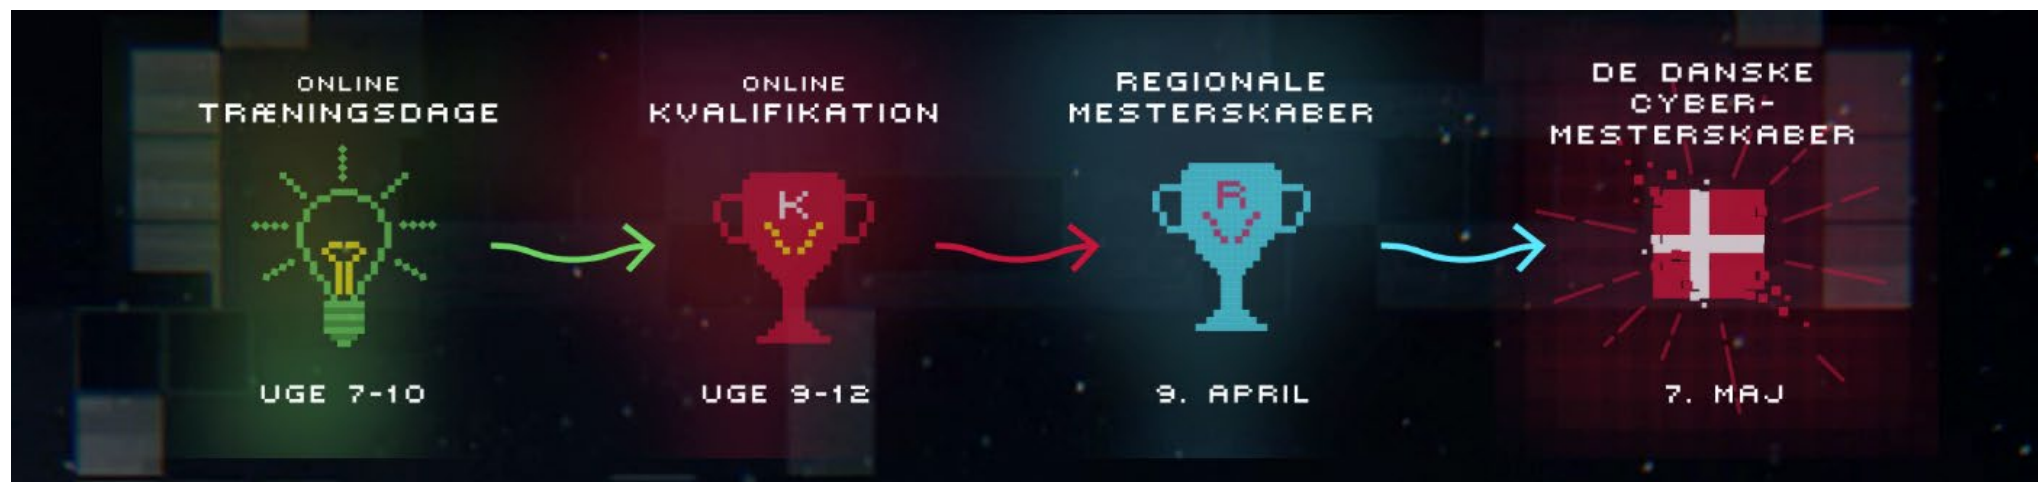 ONLINE
TRÆNINGSDAGE
UGE 7-10
ONLINE
KVALIFIKATION
K
UGE 9-12
REGIONALE
MESTERSKABER
R
9. APRIL
DE DANSKE
CYBER-
MESTERSKABER
7. MAJ